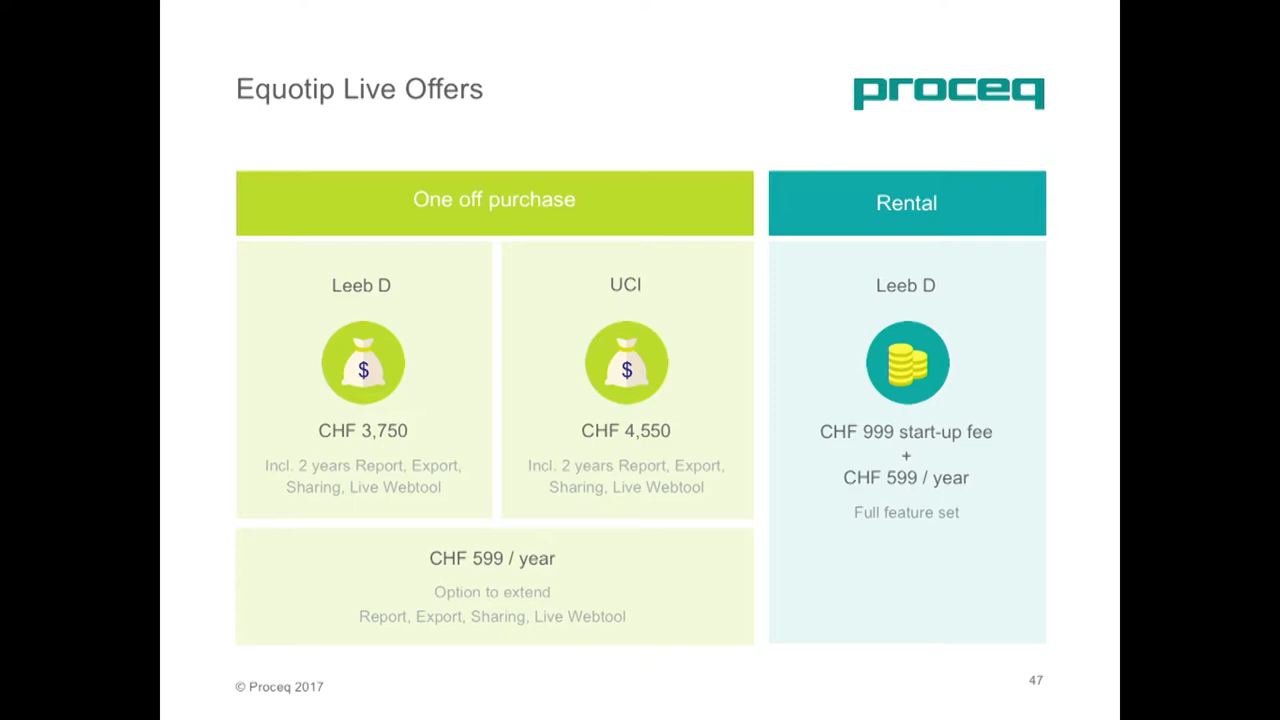 Equotip Live Offers
proceq
One off purchase
Rental
Leeb D
$
CHF 3,750
Incl. 2 years Report, Export,
Sharing, Live Webtool
UCI
$
CHF 4,550
Incl. 2 years Report, Export,
Sharing, Live Webtool
CHF 599 / year
Option to extend
Report, Export, Sharing, Live Webtool
Leeb D
CHF 999 start-up fee
+
CHF 599 / year
Full feature set
© Proceq 2017
47